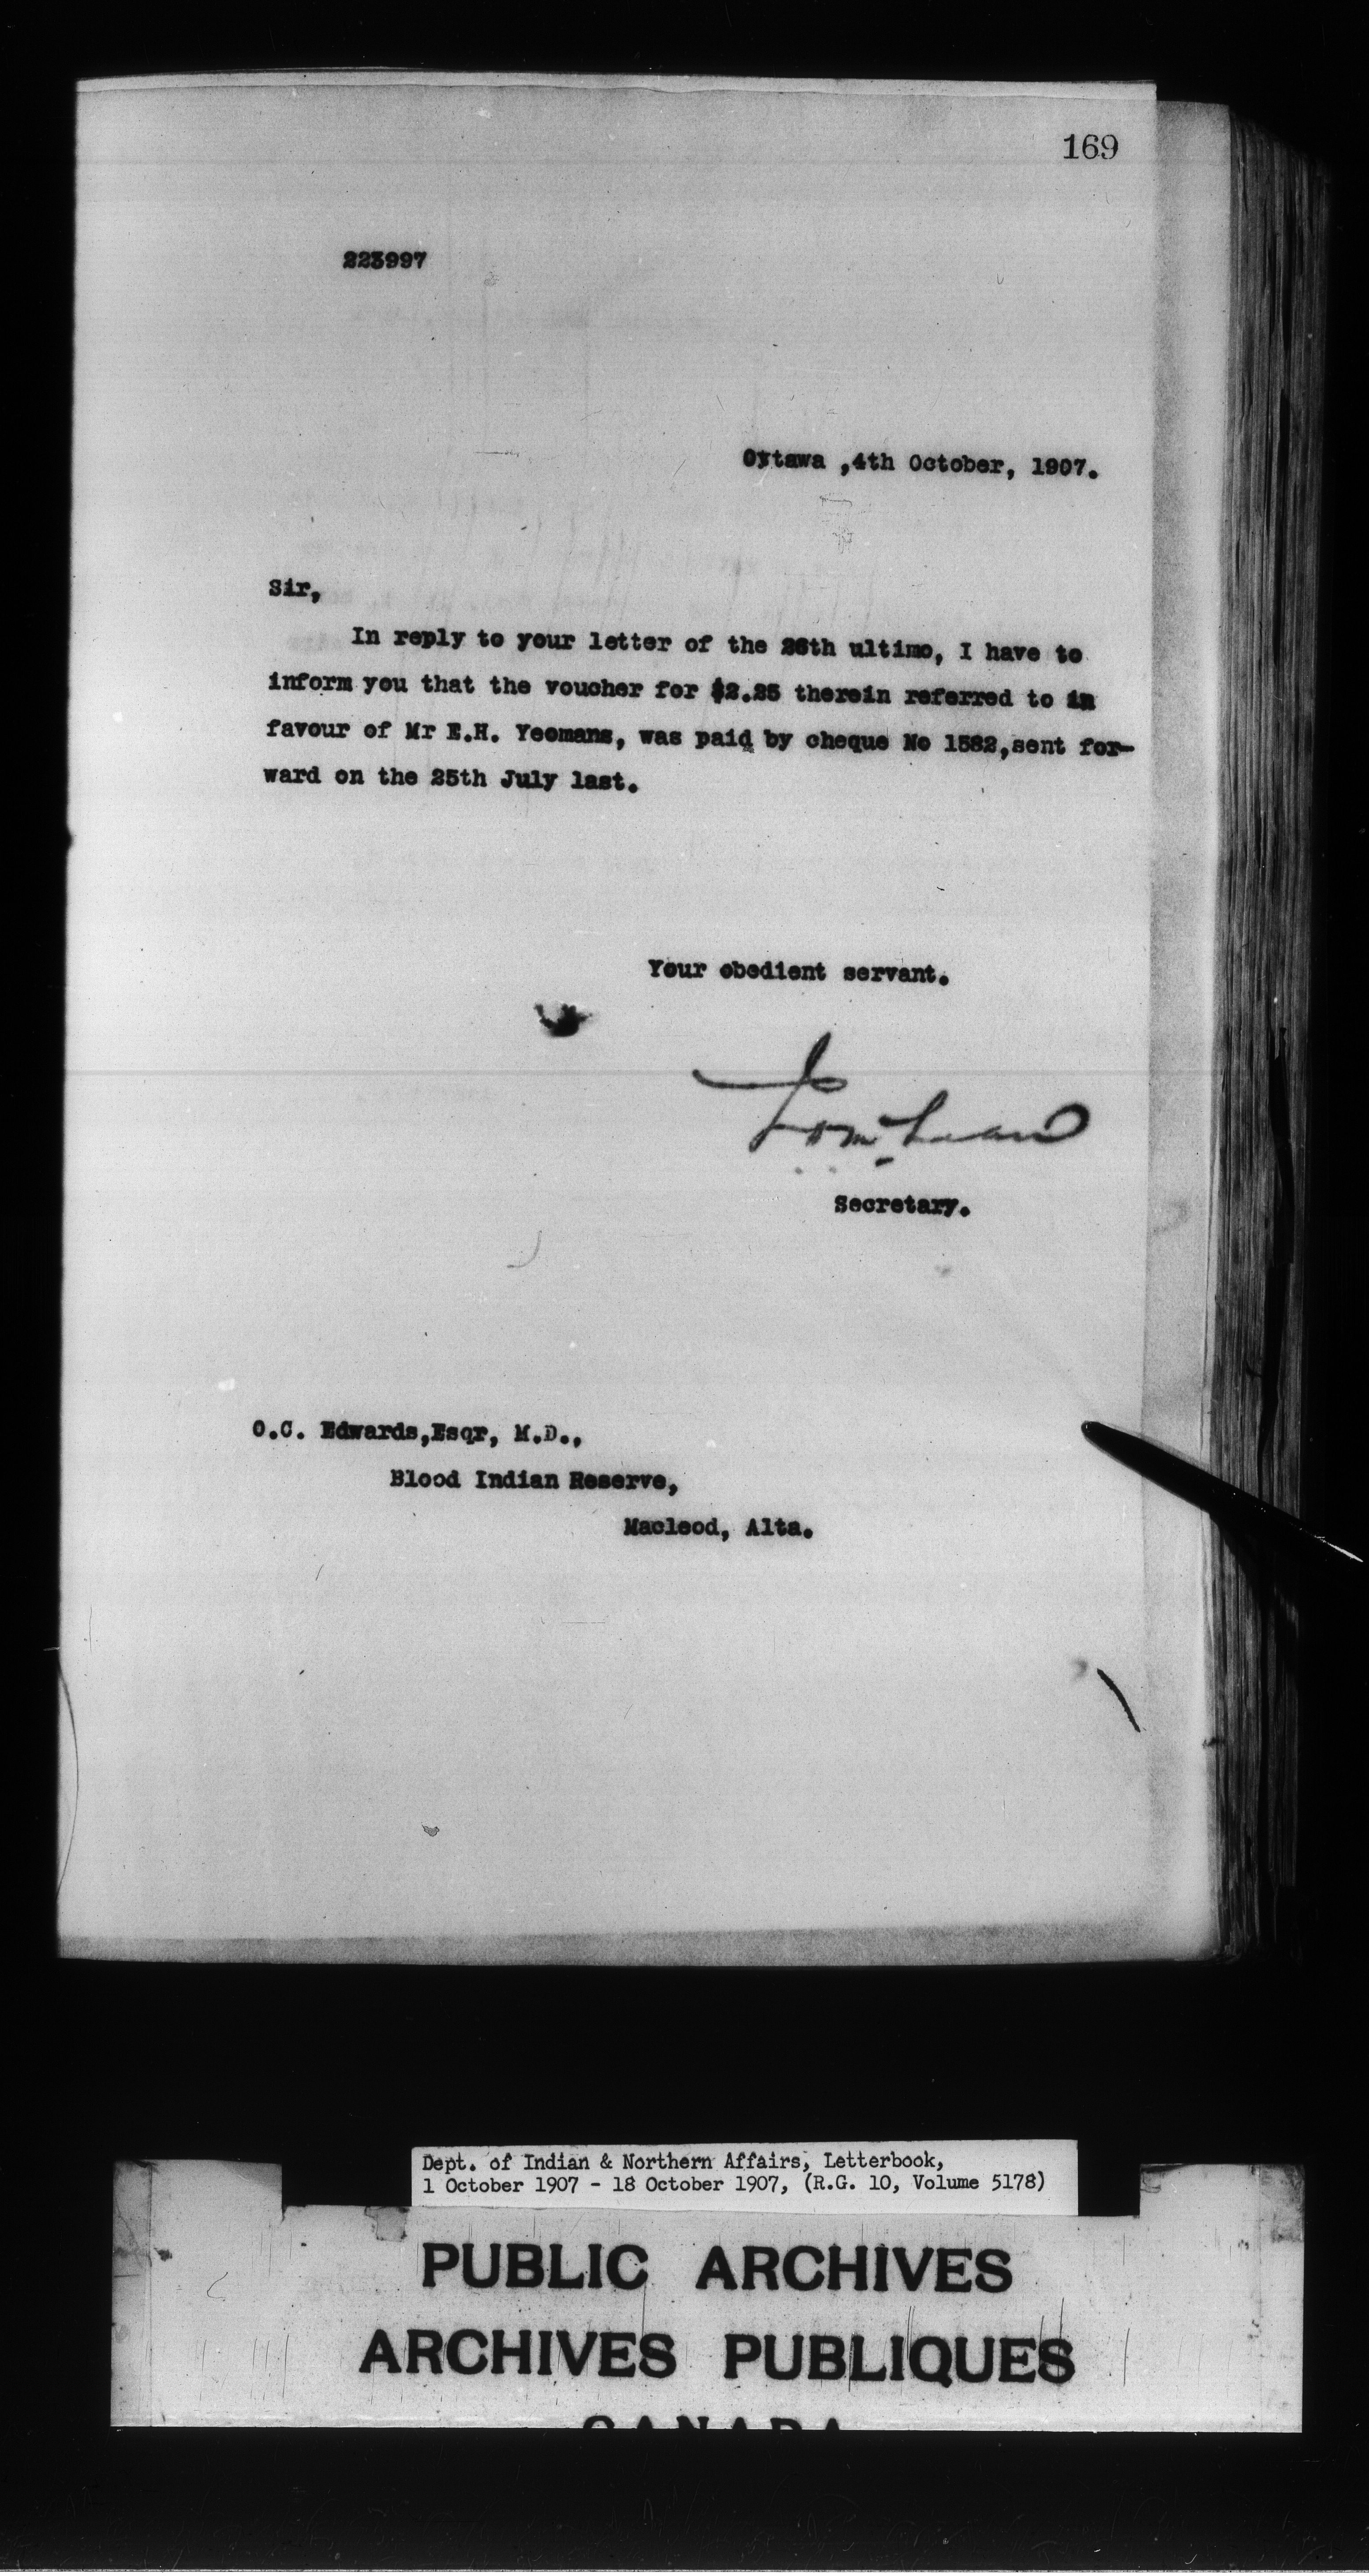 169
223997
Ottawa ,4th October, 1907.
Sir,
In reply to your letter of the 26th ultimo, I have to
inform you that the voucher for $2.25 therein referred to in
favour of Mr E.H. Yeomans, was paid by cheque No 1582,sent for-
ward on the 25th July last.
Your obedient servant.
Secretary.
O.C. Edwards,Esqr, M.D.,
Blood Indian Reserve,
Macleod, Alta.
Dept. of Indian & Northern Affairs, Letterbook,
1 October 1907 - 18 October 1907, (R.G. 10, Volume 5178)
PUBLIC ARCHIVES
ARCHIVES PUBLIQUES
CANADA